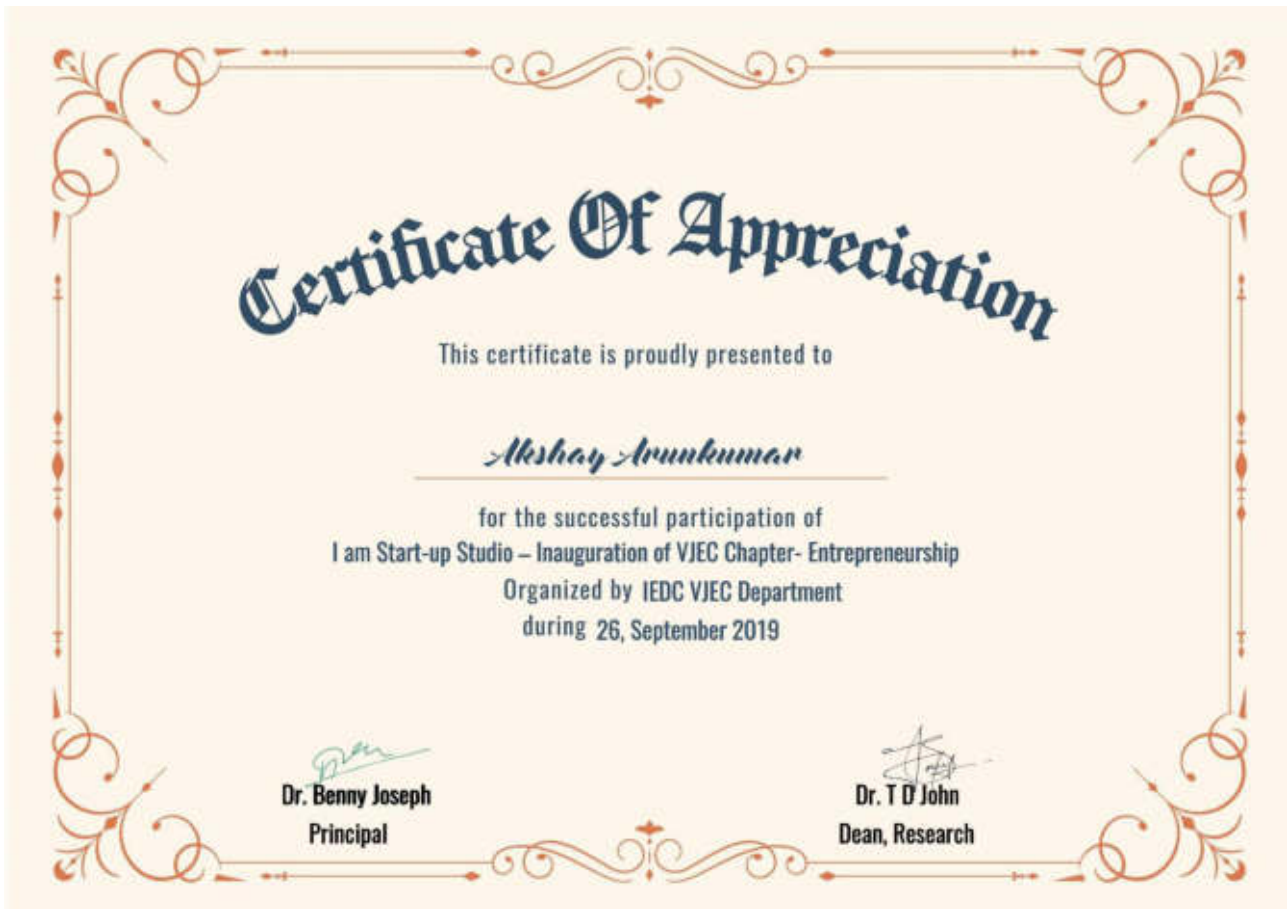 Certificate Of Appreciation
This certificate is proudly presented to
Akshay Arunkumar
for the successful participation of
I am Start-up Studio – Inauguration of VJEC Chapter- Entrepreneurship
Organized by IEDC VJEC Department
during 26, September 2019
Dr. Benny Joseph
Principal
Dr. T D John
Dean, Research